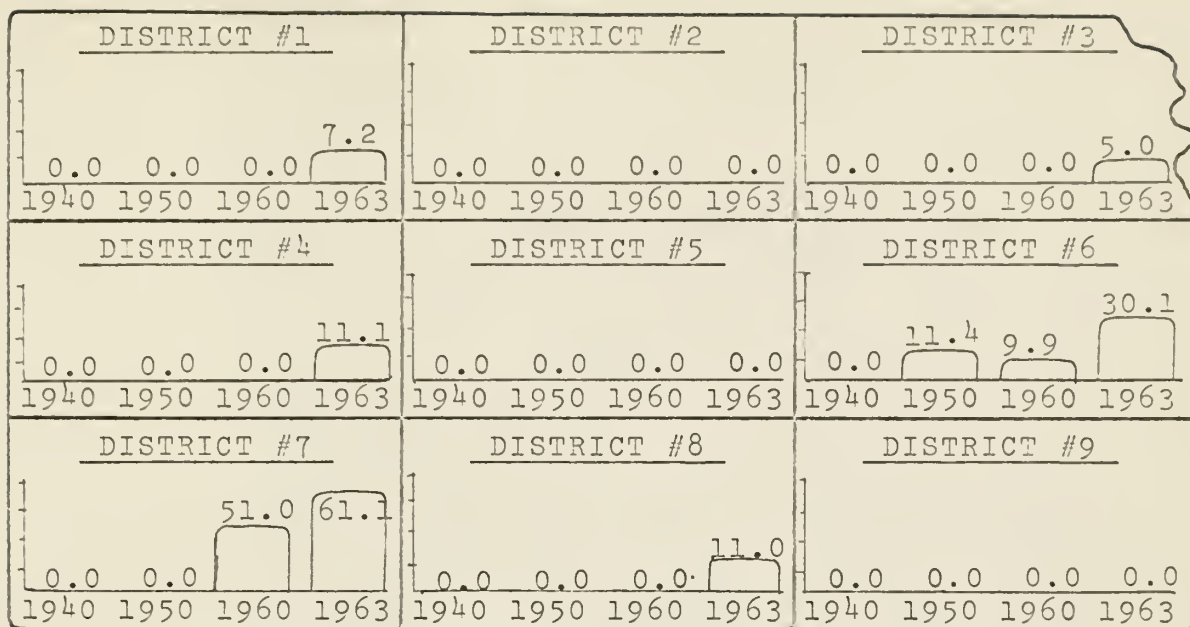 DISTRICT #1
7.2
0.0 0.0 0.0
1940 1950 1960 1963
DISTRICT #2
0.0 0.0 0.0 0.0
1940 1950 1960 1963
DISTRICT #3
5.0
0.0 0.0 0.0
1940 1950 1960 1963
DISTRICT #4
11.1
0.0 0.0 0.0
1940 1950 1960 1963
DISTRICT #5
0.0 0.0 0.0 0.0
1940 1950 1960 1963
DISTRICT #6
30.1
0.0 11.4 9.9
1940 1950 1960 1963
DISTRICT #7
51.0 61.1
0.0 0.0
1940 1950 1960 1963
DISTRICT #8
11.0
0.0 0.0 0.0
1940 1950 1960 1963
DISTRICT #9
0.0 0.0 0.0 0.0
1940 1950 1960 1963